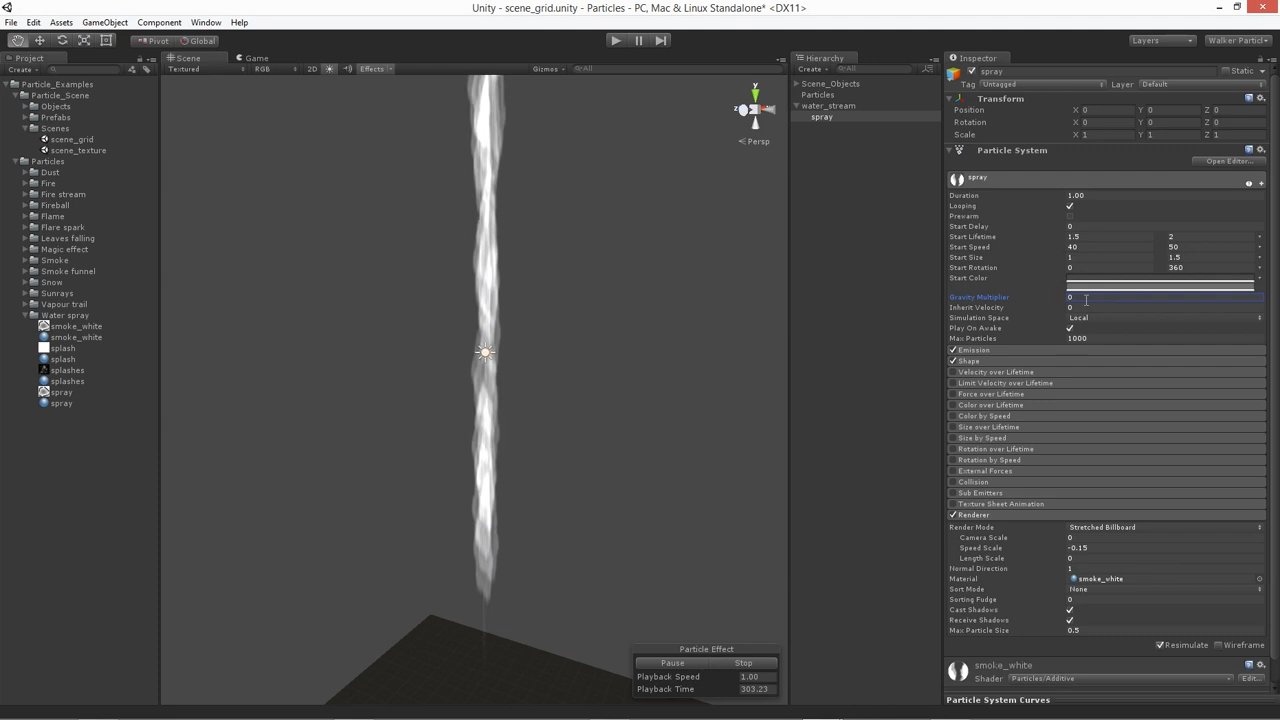 Unity - scene_grid.unity - Particles - PC, Mac & Linux Standalone* <DX11>
File Edit Assets GameObject Component Window Help
Pivot Global Layers Walker Particl
Project
Create
Particle_Examples
Particle_Scene
Objects
Prefabs
Scenes
scene_grid
scene_texture
Particles
Dust
Fire
Fire stream
Fireball
Flame
Flare spark
Leaves falling
Magic effect
Smoke
Smoke funnel
Snow
Sunrays
Vapour trail
Water spray
smoke_white
smoke_white
splash
splash
splashes
splashes
spray
spray
Scene Game
Textured RGB 2D Effects Gizmos All
y
z
Persp
Particle Effect
Pause Stop
Playback Speed 1.00
Playback Time 303.23
Hierarchy
Create All
Scene_Objects
Particles
water_stream
spray
Inspector
spray Static
Tag Untagged Layer Default
Transform
Position X 0 Y 0 Z 0
Rotation X 0 Y 0 Z 0
Scale X 1 Y 1 Z 1
Particle System
Open Editor...
spray
Duration 1.00
Looping
Prewarm
Start Delay 0
Start Lifetime 1.5 2
Start Speed 40 50
Start Size 1 1.5
Start Rotation 0 360
Start Color
Gravity Multiplier 0
Inherit Velocity 0
Simulation Space Local
Play On Awake
Max Particles 1000
Emission
Shape
Velocity over Lifetime
Limit Velocity over Lifetime
Force over Lifetime
Color over Lifetime
Color by Speed
Size over Lifetime
Size by Speed
Rotation over Lifetime
Rotation by Speed
External Forces
Collision
Sub Emitters
Texture Sheet Animation
Renderer
Render Mode Stretched Billboard
Camera Scale 0
Speed Scale -0.15
Length Scale 0
Normal Direction 1
Material smoke_white
Sort Mode None
Sorting Fudge 0
Cast Shadows
Receive Shadows
Max Particle Size 0.5
Resimulate Wireframe
smoke_white
Shader Particles/Additive Edit...
Particle System Curves